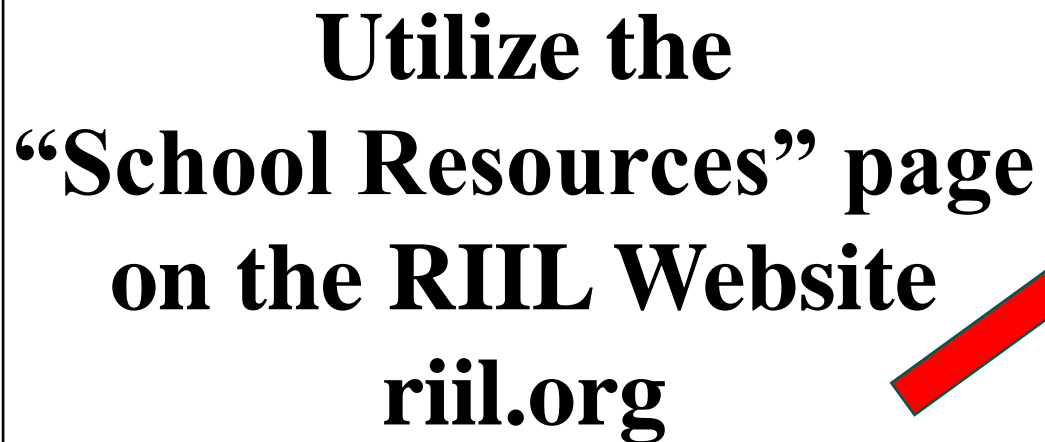 Utilize the
“School Resources” page
on the RIIL Website
riil.org